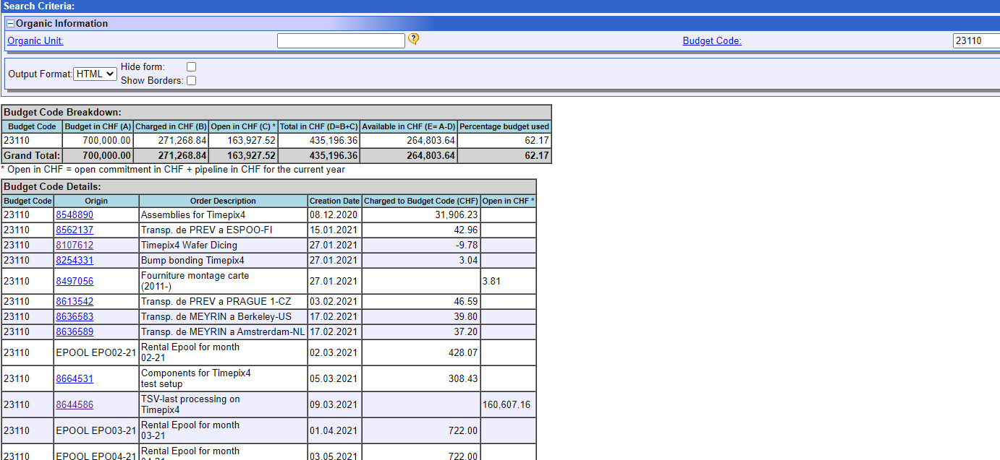 Search Criteria:
Organic Information
Organic Unit: Budget Code: 23110
Output Format: HTML Hide form:
Show Borders:
Budget Code Breakdown:
Budget Code Budget in CHF (A) Charged in CHF (B) Open in CHF (C) * Total in CHF (D=B+C) Available in CHF (E= A-D) Percentage budget used
23110 700,000.00 271,268.84 163,927.52 435,196.36 264,803.64 62.17
Grand Total: 700,000.00 271,268.84 163,927.52 435,196.36 264,803.64 62.17
* Open in CHF = open commitment in CHF + pipeline in CHF for the current year
Budget Code Details:
Budget Code Origin Order Description Creation Date Charged to Budget Code (CHF) Open in CHF *
23110 8548890 Assemblies for Timepix4 08.12.2020 31,906.23
23110 8562137 Transp. de PREV a ESPOO-FI 15.01.2021 42.96
23110 8107612 Timepix4 Wafer Dicing 27.01.2021 -9.78
23110 8254331 Bump bonding Timepix4 27.01.2021 3.04
23110 8497056 Fourniture montage carte
(2011-) 27.01.2021 3.81
23110 8613542 Transp. de PREV a PRAGUE 1-CZ 03.02.2021 46.59
23110 8636583 Transp. de MEYRIN a Berkeley-US 17.02.2021 39.80
23110 8636589 Transp. de MEYRIN a Amstrerdam-NL 17.02.2021 37.20
23110 EPOOL EPO02-21 Rental Epool for month
02-21 02.03.2021 428.07
23110 8664531 Components for Timepix4
test setup 05.03.2021 308.43
23110 8644586 TSV-last processing on
Timepix4 09.03.2021 160,607.16
23110 EPOOL EPO03-21 Rental Epool for month
03-21 01.04.2021 722.00
23110 EPOOL EPO04-21 Rental Epool for month
03.05.2021 722.00